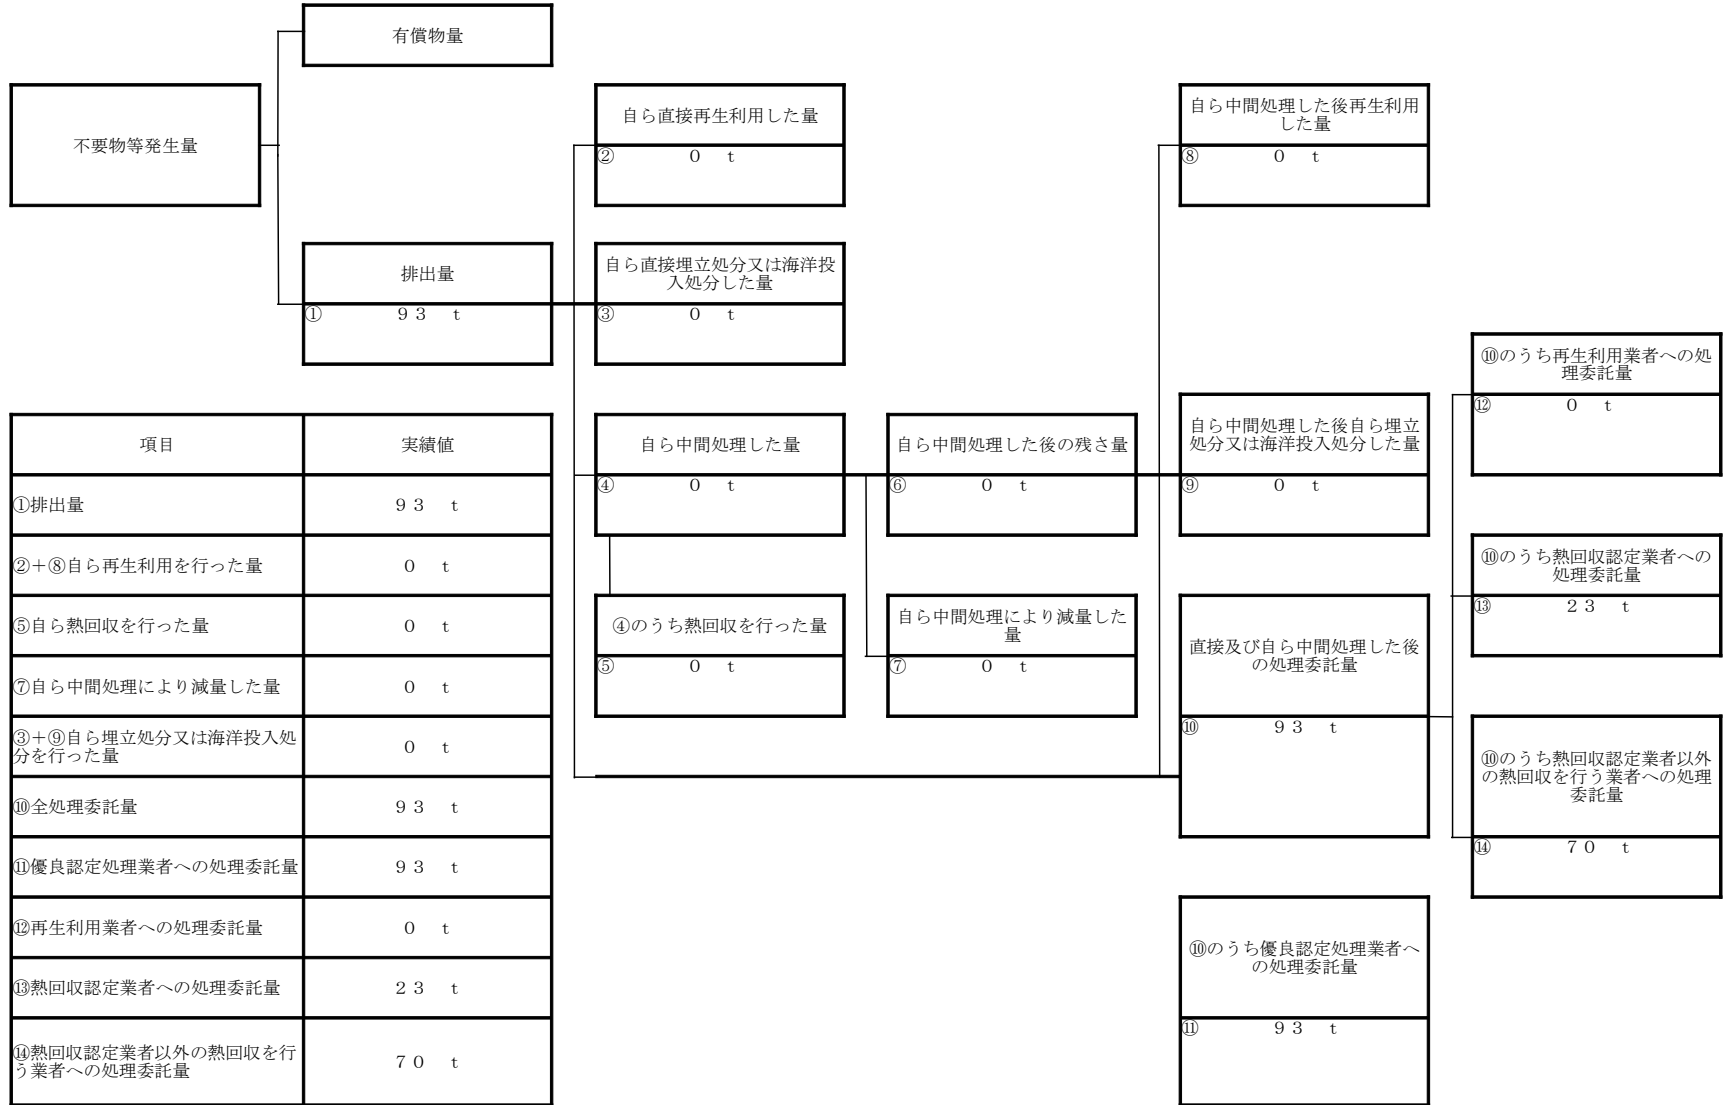 有償物量
不要物等発生量
自ら直接再生利用した量
②　０　ｔ
自ら中間処理した後再生利用
した量
⑧　０　ｔ
排出量
①　９３　ｔ
自ら直接埋立処分又は海洋投
入処分した量
③　０　ｔ
⑩のうち再生利用業者への処
理委託量
⑫　０　ｔ
自ら中間処理した量
④　０　ｔ
自ら中間処理した後の残さ量
⑥　０　ｔ
自ら中間処理した後自ら埋立
処分又は海洋投入処分した量
⑨　０　ｔ
⑩のうち熱回収認定業者への
処理委託量
⑬　２３　ｔ
④のうち熱回収を行った量
⑤　０　ｔ
自ら中間処理により減量した
量
⑦　０　ｔ
直接及び自ら中間処理した後
の処理委託量
⑩　９３　ｔ
⑩のうち熱回収認定業者以外
の熱回収を行う業者への処理
委託量
⑭　７０　ｔ
⑩のうち優良認定処理業者へ
の処理委託量
⑪　９３　ｔ
項目　実績値
①排出量　９３　ｔ
②＋⑧自ら再生利用を行った量　０　ｔ
⑤自ら熱回収を行った量　０　ｔ
⑦自ら中間処理により減量した量　０　ｔ
③＋⑨自ら埋立処分又は海洋投入処
分を行った量　０　ｔ
⑩全処理委託量　９３　ｔ
⑪優良認定処理業者への処理委託量　９３　ｔ
⑫再生利用業者への処理委託量　０　ｔ
⑬熱回収認定業者への処理委託量　２３　ｔ
⑭熱回収認定業者以外の熱回収を行
う業者への処理委託量　７０　ｔ